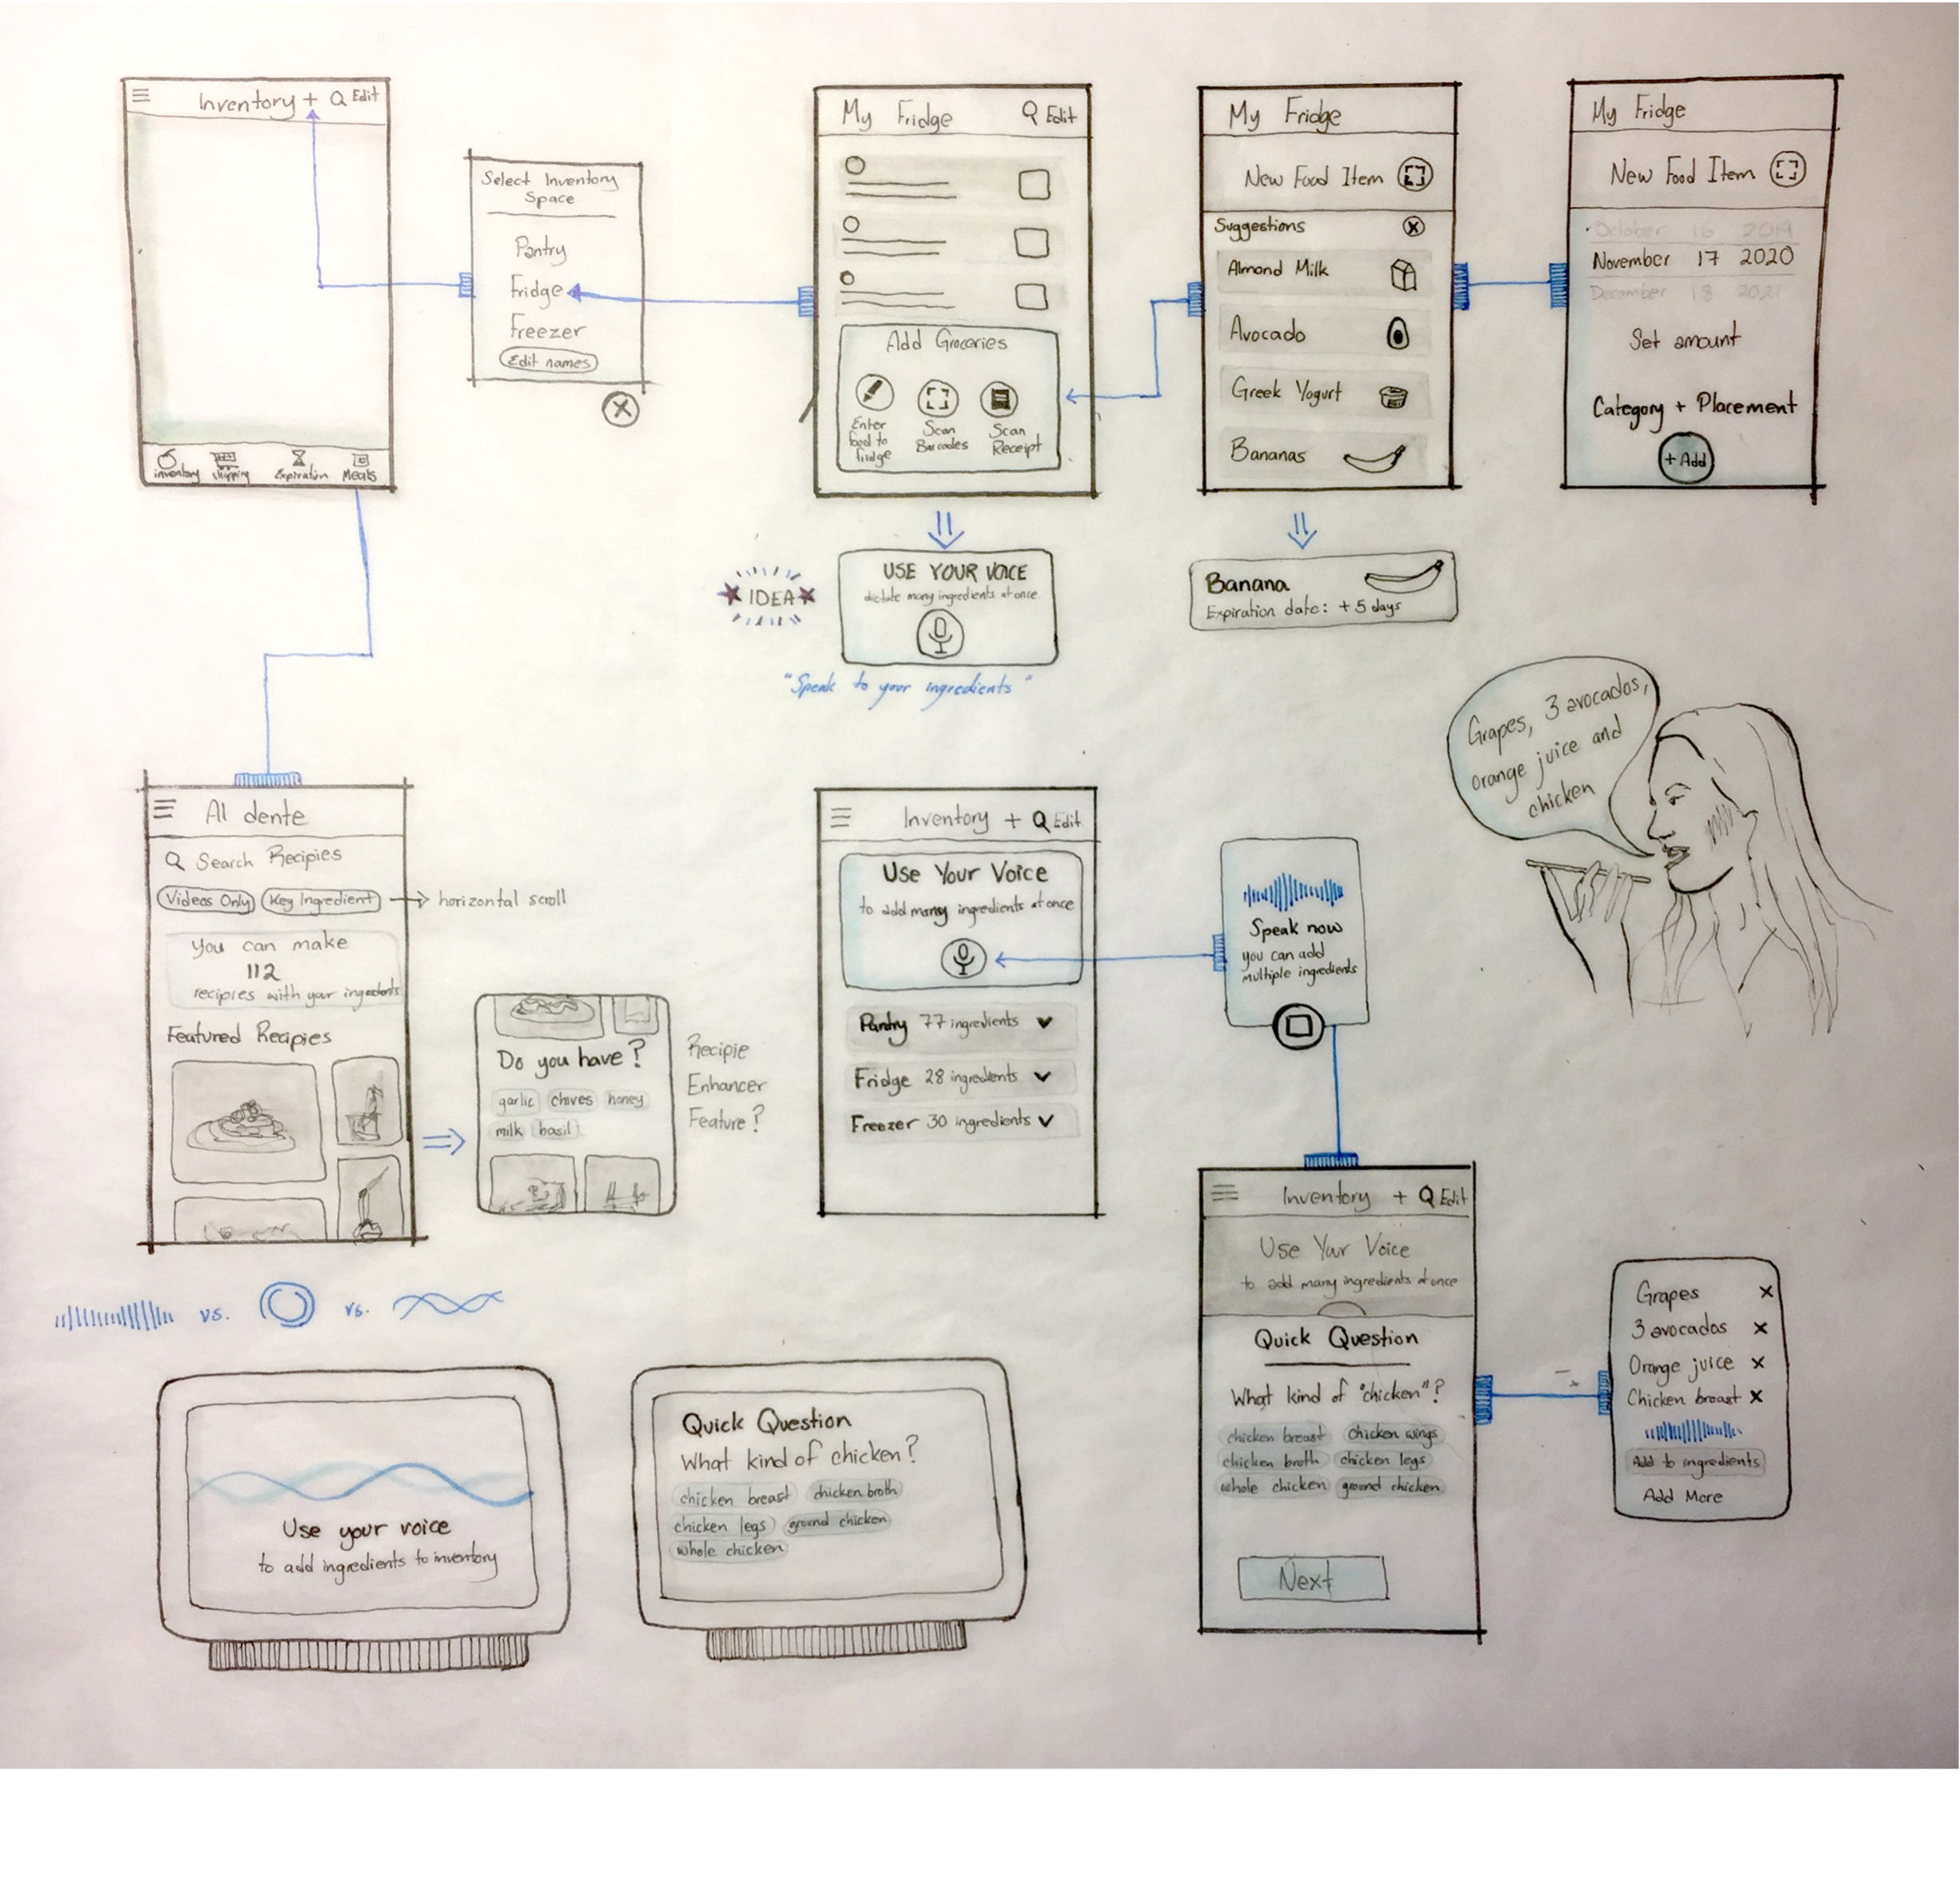 Inventory + Edit
inventory shopping Expiration Meals
Select Inventory
Space
Pantry
Fridge
Freezer
Edit names
My Fridge Edit
Add Groceries
Enter
food to
fridge
Scan
Barcodes
Scan
Receipt
My Fridge
New Food Item
Suggestions
Almond Milk
Avocado
Greek Yogurt
Bananas
My Fridge
New Food Item
October 16 2019
November 17 2020
December 18 2021
Set amount
Category + Placement
+ Add
IDEA
USE YOUR VOICE
dictate many ingredients at once
"Speak to your ingredients"
Banana
Expiration date: +5 days
Grapes, 3 avocados,
orange juice and
chicken
Al dente
Search Recipies
Videos Only Key Ingredient
horizontal scroll
You can make
112
recipies with your ingredients
Featured Recipies
Do you have?
garlic chives honey
milk basil
Recipie
Enhancer
Feature?
Inventory + Edit
Use Your Voice
to add many ingredients at once
Pantry 77 ingredients
Fridge 28 ingredients
Freezer 30 ingredients
Speak now
you can add
multiple ingredients
Inventory + Edit
Use Your Voice
to add many ingredients at once
Quick Question
What kind of "chicken"?
chicken breast chicken wings
chicken broth chicken legs
whole chicken ground chicken
Next
Grapes X
3 avocados X
Orange juice X
Chicken breast X
Add to ingredients
Add More
vs. vs.
Use your voice
to add ingredients to inventory
Quick Question
What kind of chicken?
chicken breast chicken broth
chicken legs ground chicken
whole chicken